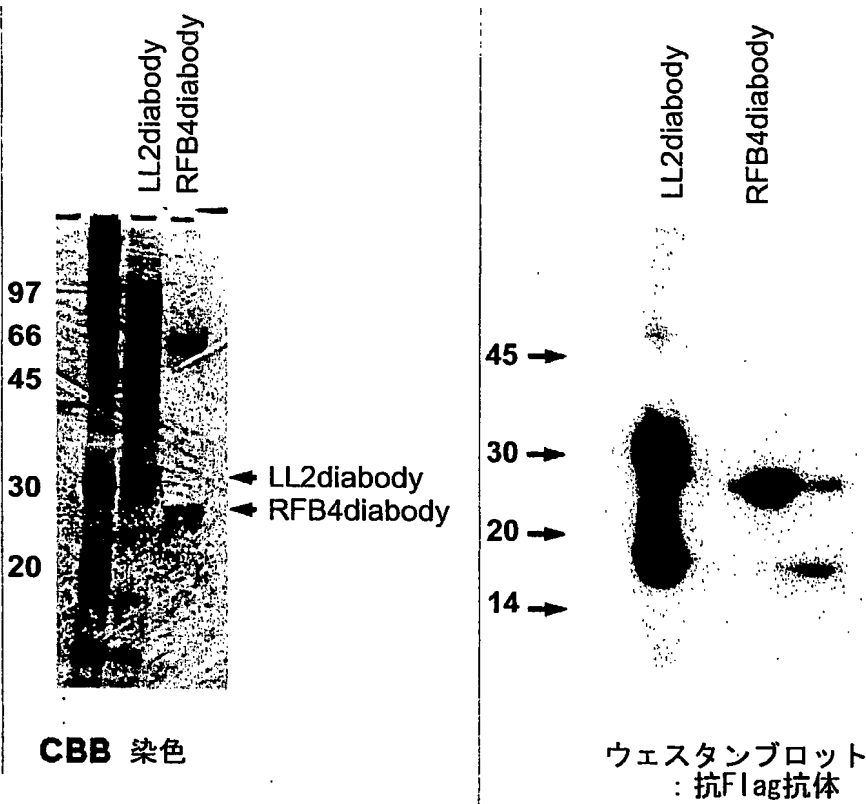 LL2diabody
RFB4diabody
97
66
45
30
20
LL2diabody
RFB4diabody
CBB 染色
LL2diabody
RFB4diabody
45
30
20
14
ウェスタンブロット
：抗Flag抗体